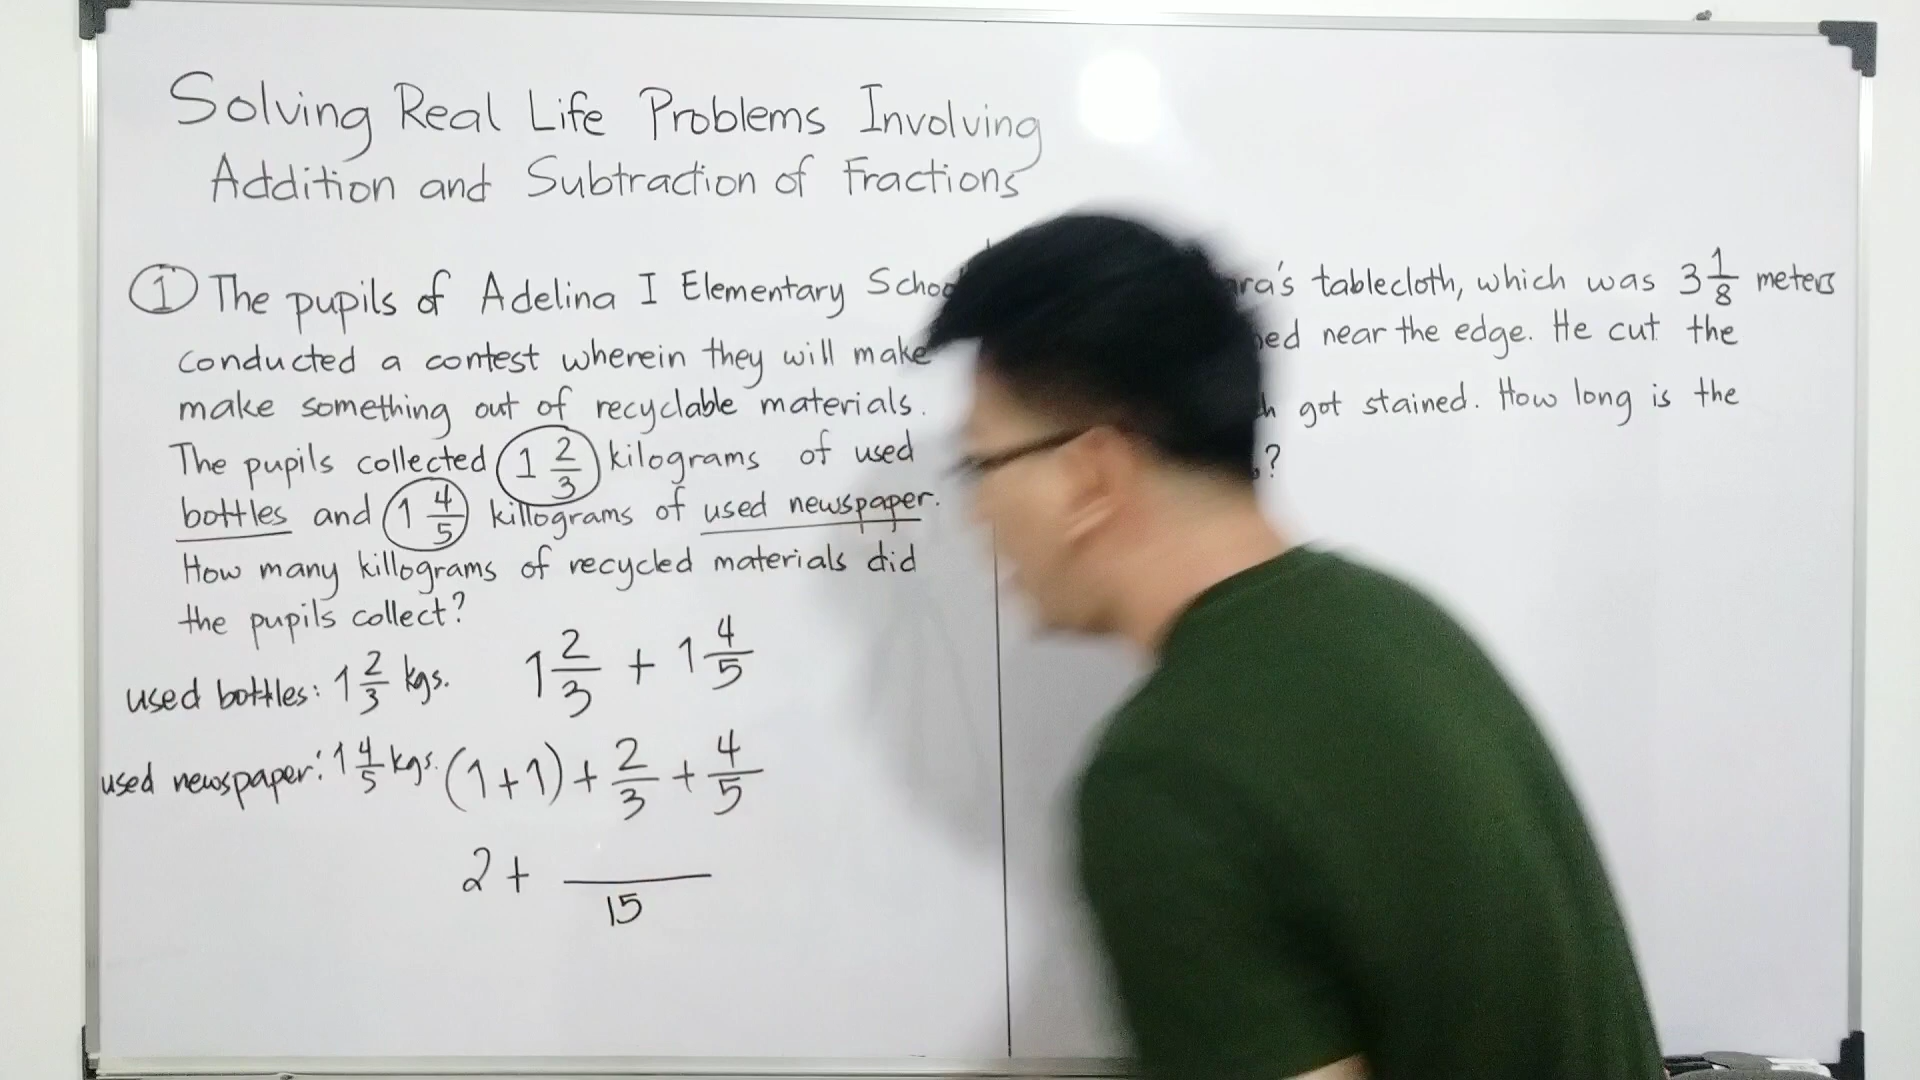 Solving Real Life Problems Involving
Addition and Subtraction of Fractions
1 The pupils of Adelina I Elementary
conducted a contest wherein they will make
make something out of recyclable materials.
The pupils collected 1 2/3 kilograms of used
bottles and 1 4/5 killograms of used newspaper.
How many killograms of recycled materials did
the pupils collect?
used bottles: 1 2/3 kgs.
used newspaper: 1 4/5 kgs.
1 2/3 + 1 4/5
(1+1) + 2/3 + 4/5
2 + /15
tablecloth, which was 3 1/8 meters
near the edge. He cut the
got stained. How long is the
?